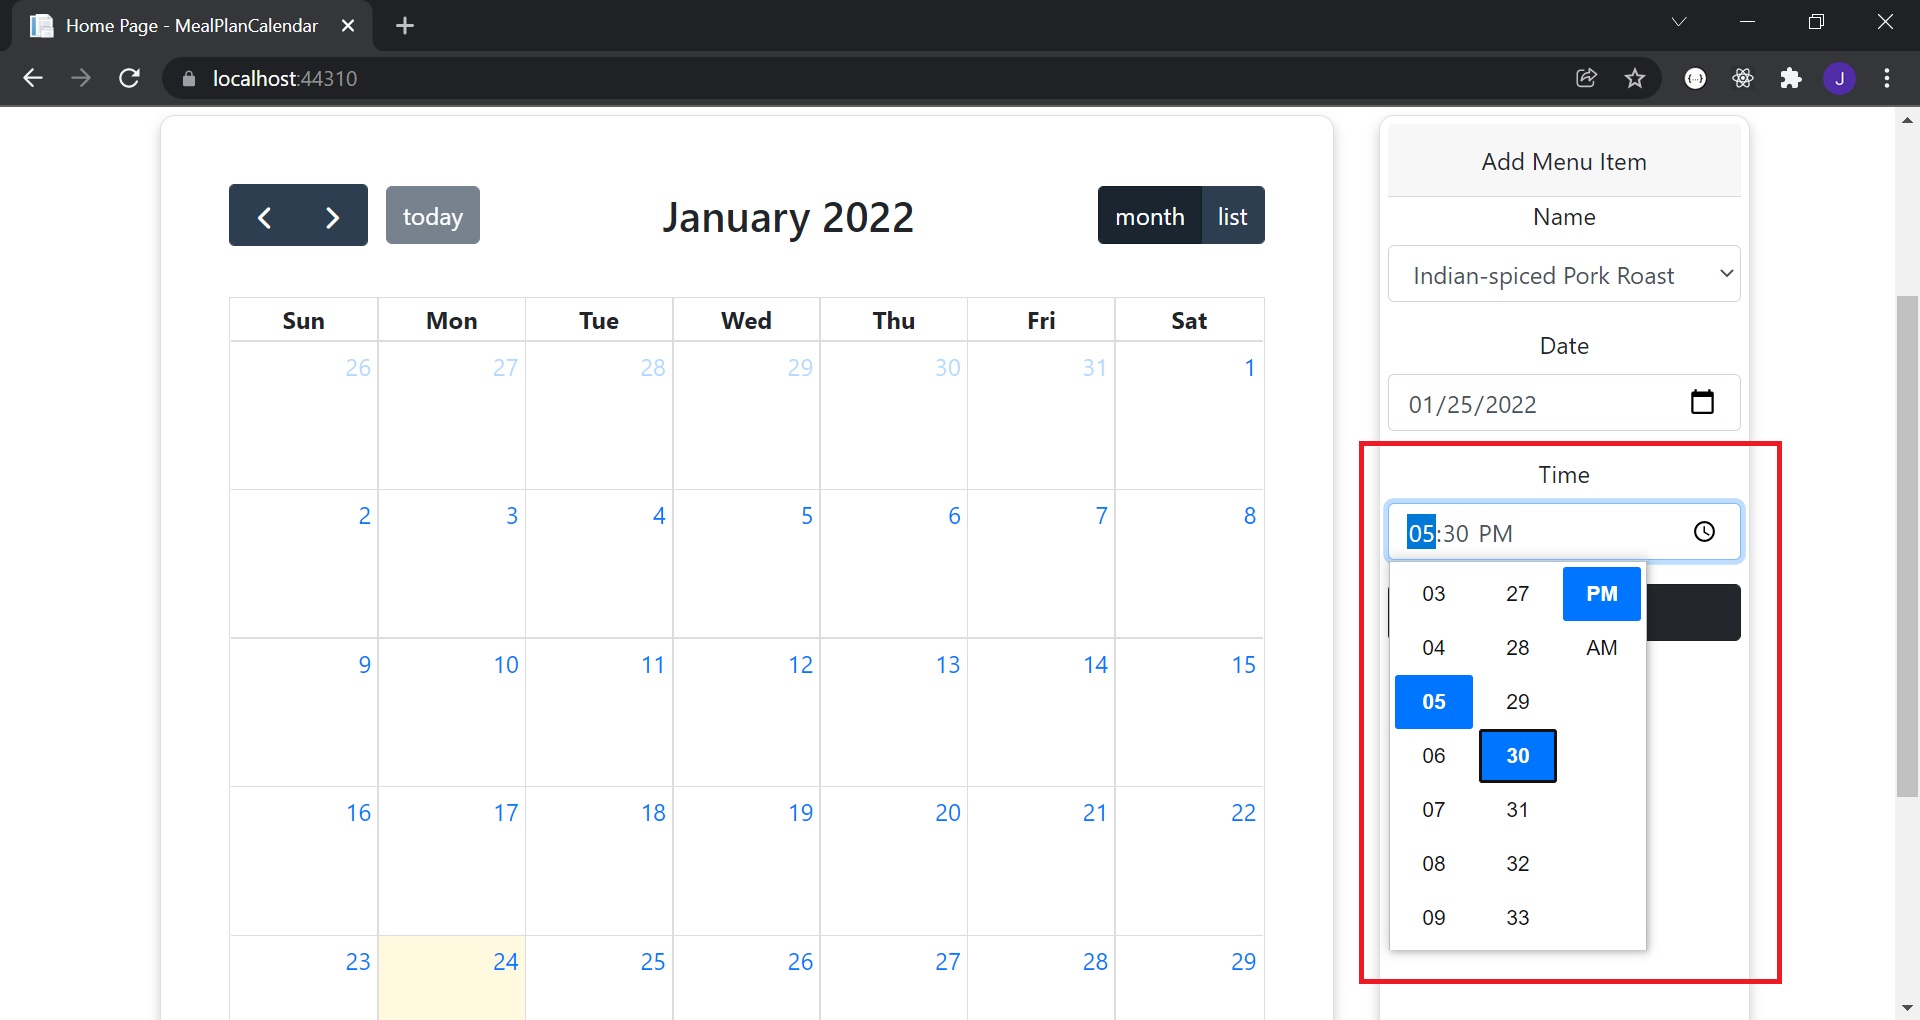 Home Page - MealPlanCalendar
localhost:44310
J
today
January 2022
month
list
Sun Mon Tue Wed Thu Fri Sat
26 27 28 29 30 31 1
2 3 4 5 6 7 8
9 10 11 12 13 14 15
16 17 18 19 20 21 22
23 24 25 26 27 28 29
Add Menu Item
Name
Indian-spiced Pork Roast
Date
01/25/2022
Time
05:30 PM
03 27 PM
04 28 AM
05 29
06 30
07 31
08 32
09 33